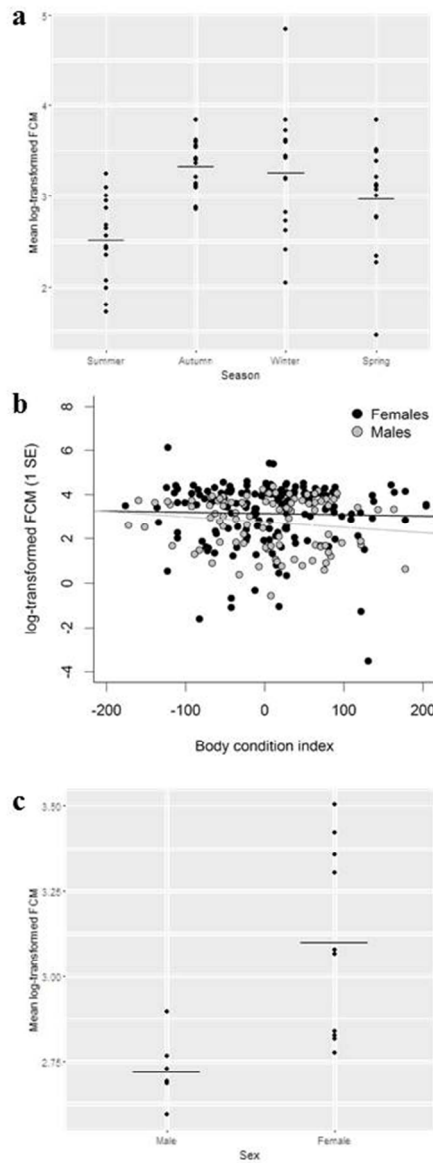 a
Mean log-transformed FCM
5
4
3
2
Summer Autumn Winter Spring
Season
b
log-transformed FCM (1 SE)
8
6
4
2
0
-2
-4
Females
Males
-200 -100 0 100 200
Body condition index
c
Mean log-transformed FCM
3.50
3.25
3.00
2.75
Male Female
Sex